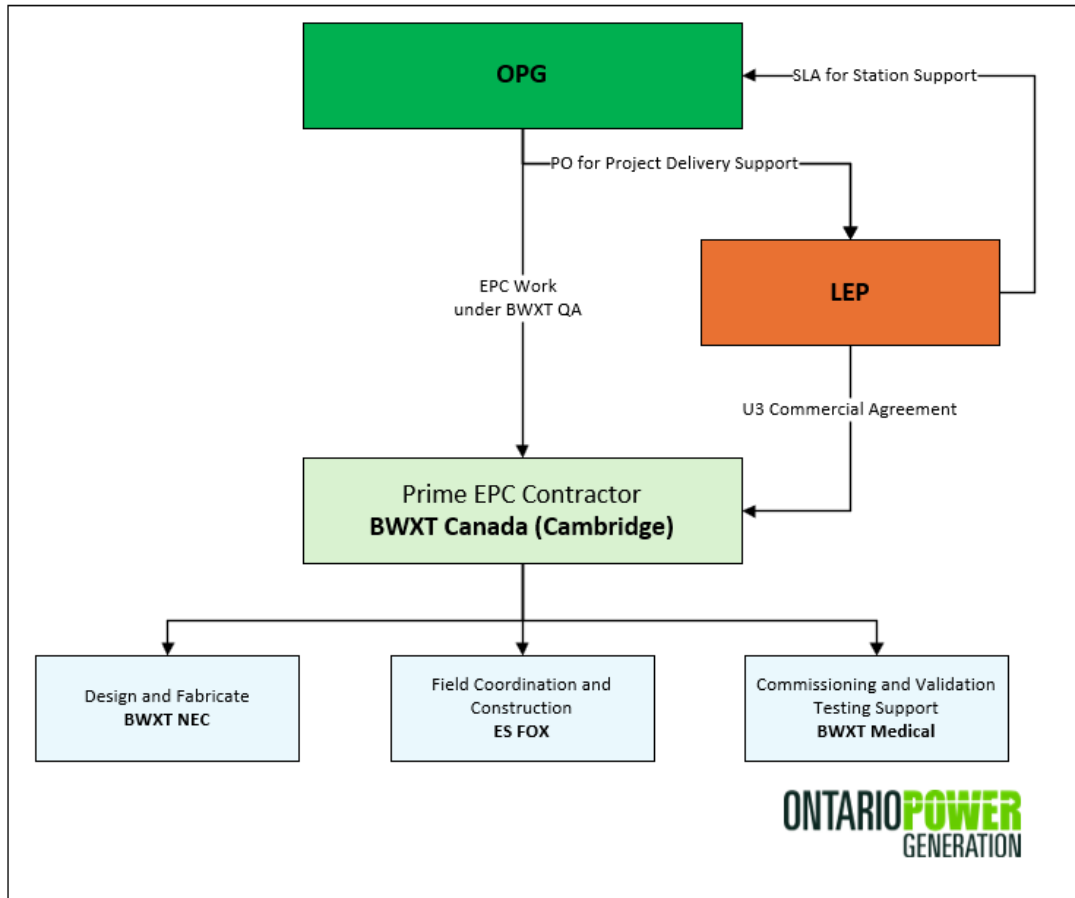 OPG
SLA for Station Support
PO for Project Delivery Support
LEP
EPC Work
under BWXT QA
U3 Commercial Agreement
Prime EPC Contractor
BWXT Canada (Cambridge)
Design and Fabricate
BWXT NEC
Field Coordination and
Construction
ES FOX
Commissioning and Validation
Testing Support
BWXT Medical
ONTARIOPOWER
GENERATION